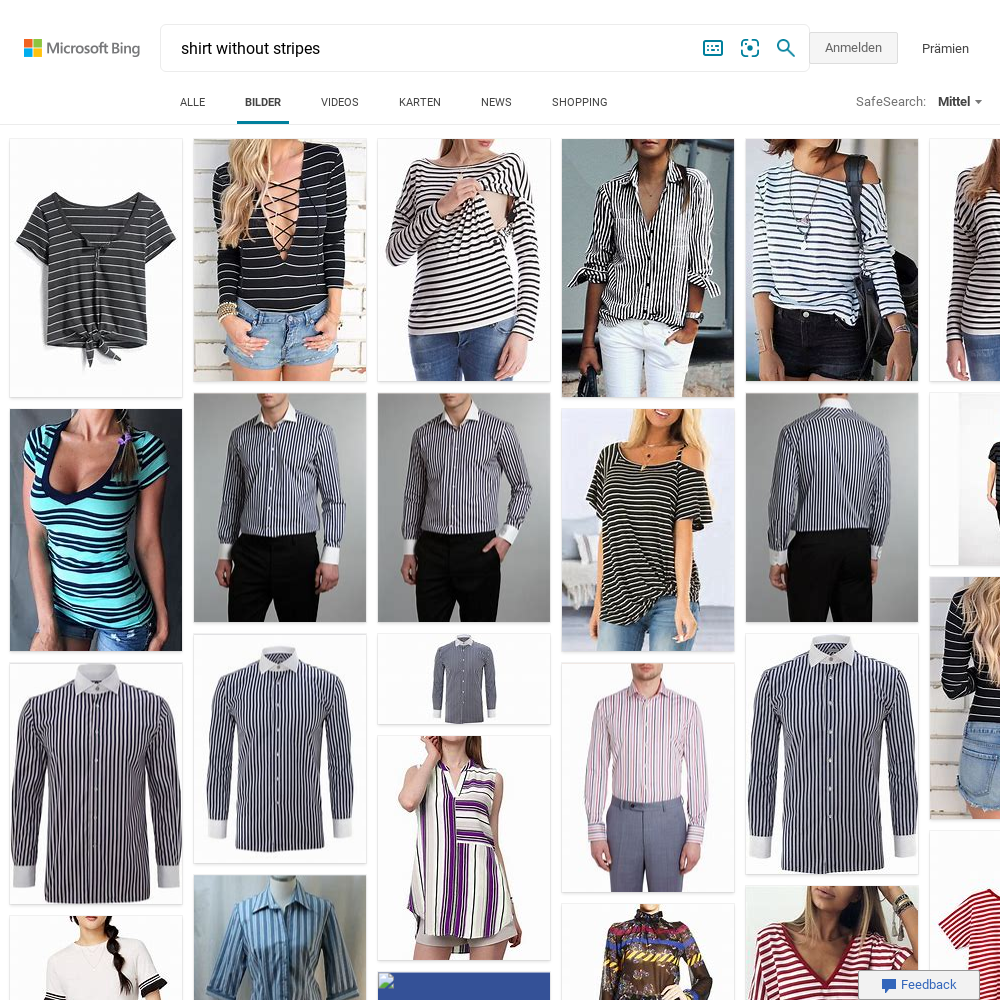 Microsoft Bing
shirt without stripes
Anmelden
Prämien
ALLE
BILDER
VIDEOS
KARTEN
NEWS
SHOPPING
SafeSearch:
Mittel
Feedback